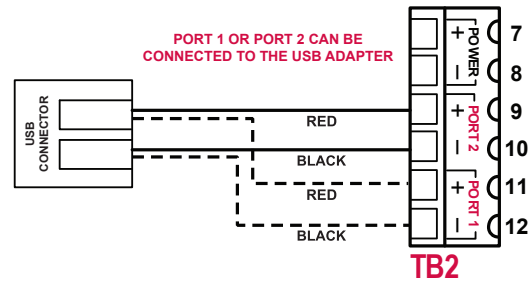 PORT 1 OR PORT 2 CAN BE
CONNECTED TO THE USB ADAPTER
USB
CONNECTOR
RED
BLACK
RED
BLACK
+
−
POWER
+
−
PORT 2
+
−
PORT 1
7
8
9
10
11
12
TB2